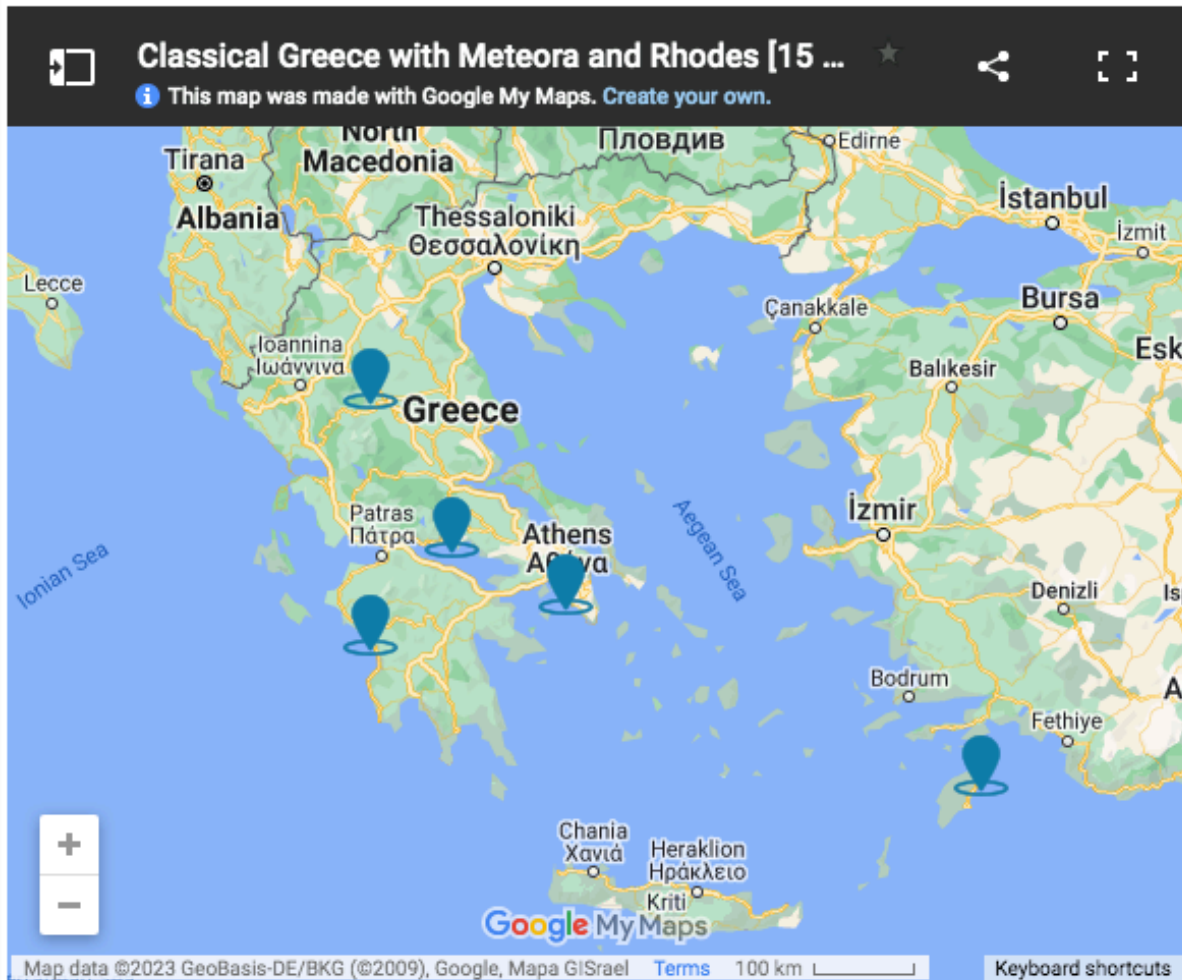 Classical Greece with Meteora and Rhodes [15 ...
This map was made with Google My Maps. Create your own.
North
Macedonia
Пловдив
Edirne
Tirana
Albania
Thessaloniki
Θεσσαλονίκη
İstanbul
İzmit
Lecce
Çanakkale
Bursa
Ioannina
Ιωάννινα
Esk
Balıkesir
Greece
Aegean Sea
İzmir
Patras
Πάτρα
Athens
Ionian Sea
Denizli
Is
Bodrum
A
Fethiye
+
−
Chania
Χανιά
Heraklion
Ηράκλειο
Kriti
Google My Maps
Map data ©2023 GeoBasis-DE/BKG (©2009), Google, Mapa GISrael Terms 100 km Keyboard shortcuts